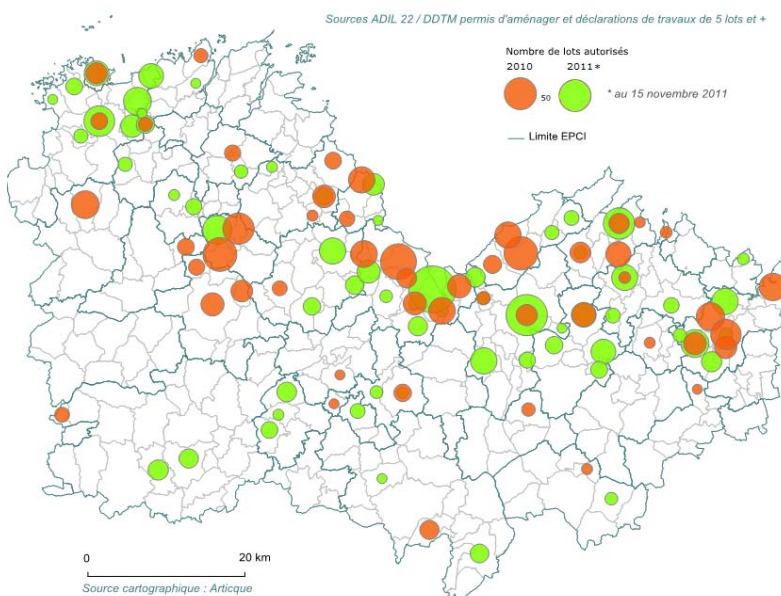 Sources ADIL 22 / DDTM permis d'aménager et déclarations de travaux de 5 lots et +
Nombre de lots autorisés
2010 2011*
50
* au 15 novembre 2011
Limite EPCI
0 20 km
Source cartographique : Articque